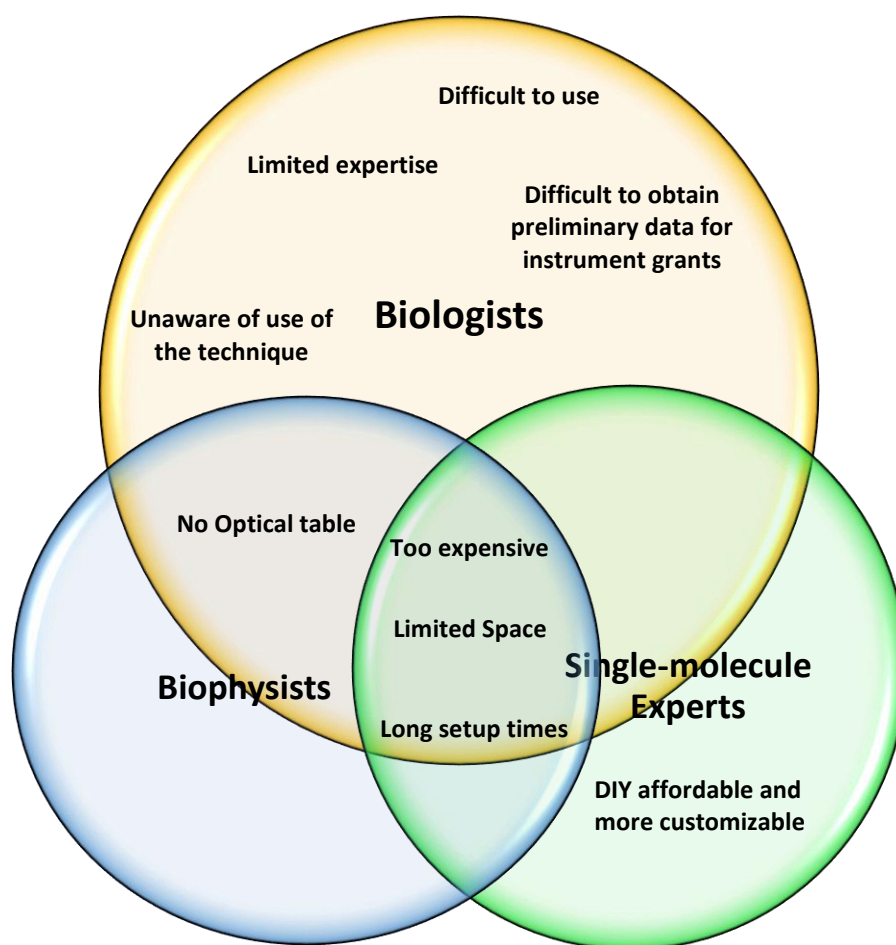 Difficult to use
Limited expertise
Difficult to obtain
preliminary data for
instrument grants
Biologists
Unaware of use of
the technique
No Optical table
Too expensive
Limited Space
Single-molecule
Experts
Biophysists
Long setup times
DIY affordable and
more customizable